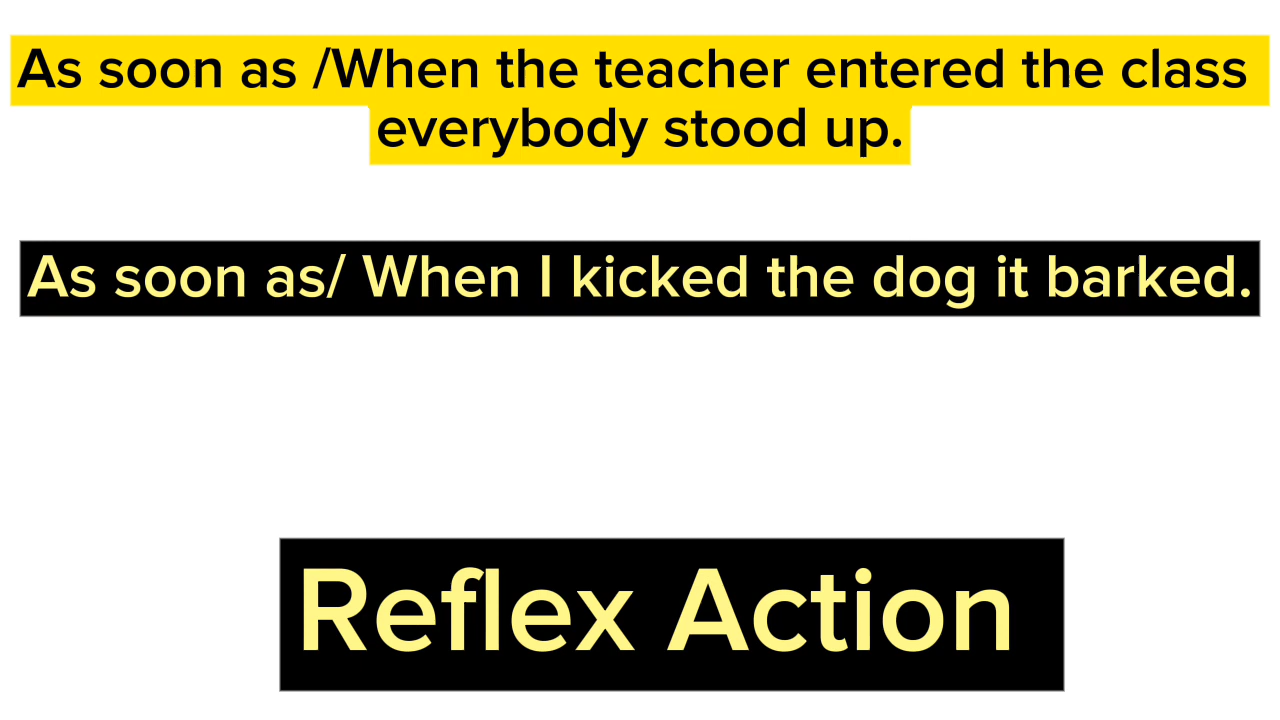 As soon as /When the teacher entered the class
everybody stood up.
As soon as/ When I kicked the dog it barked.
Reflex Action